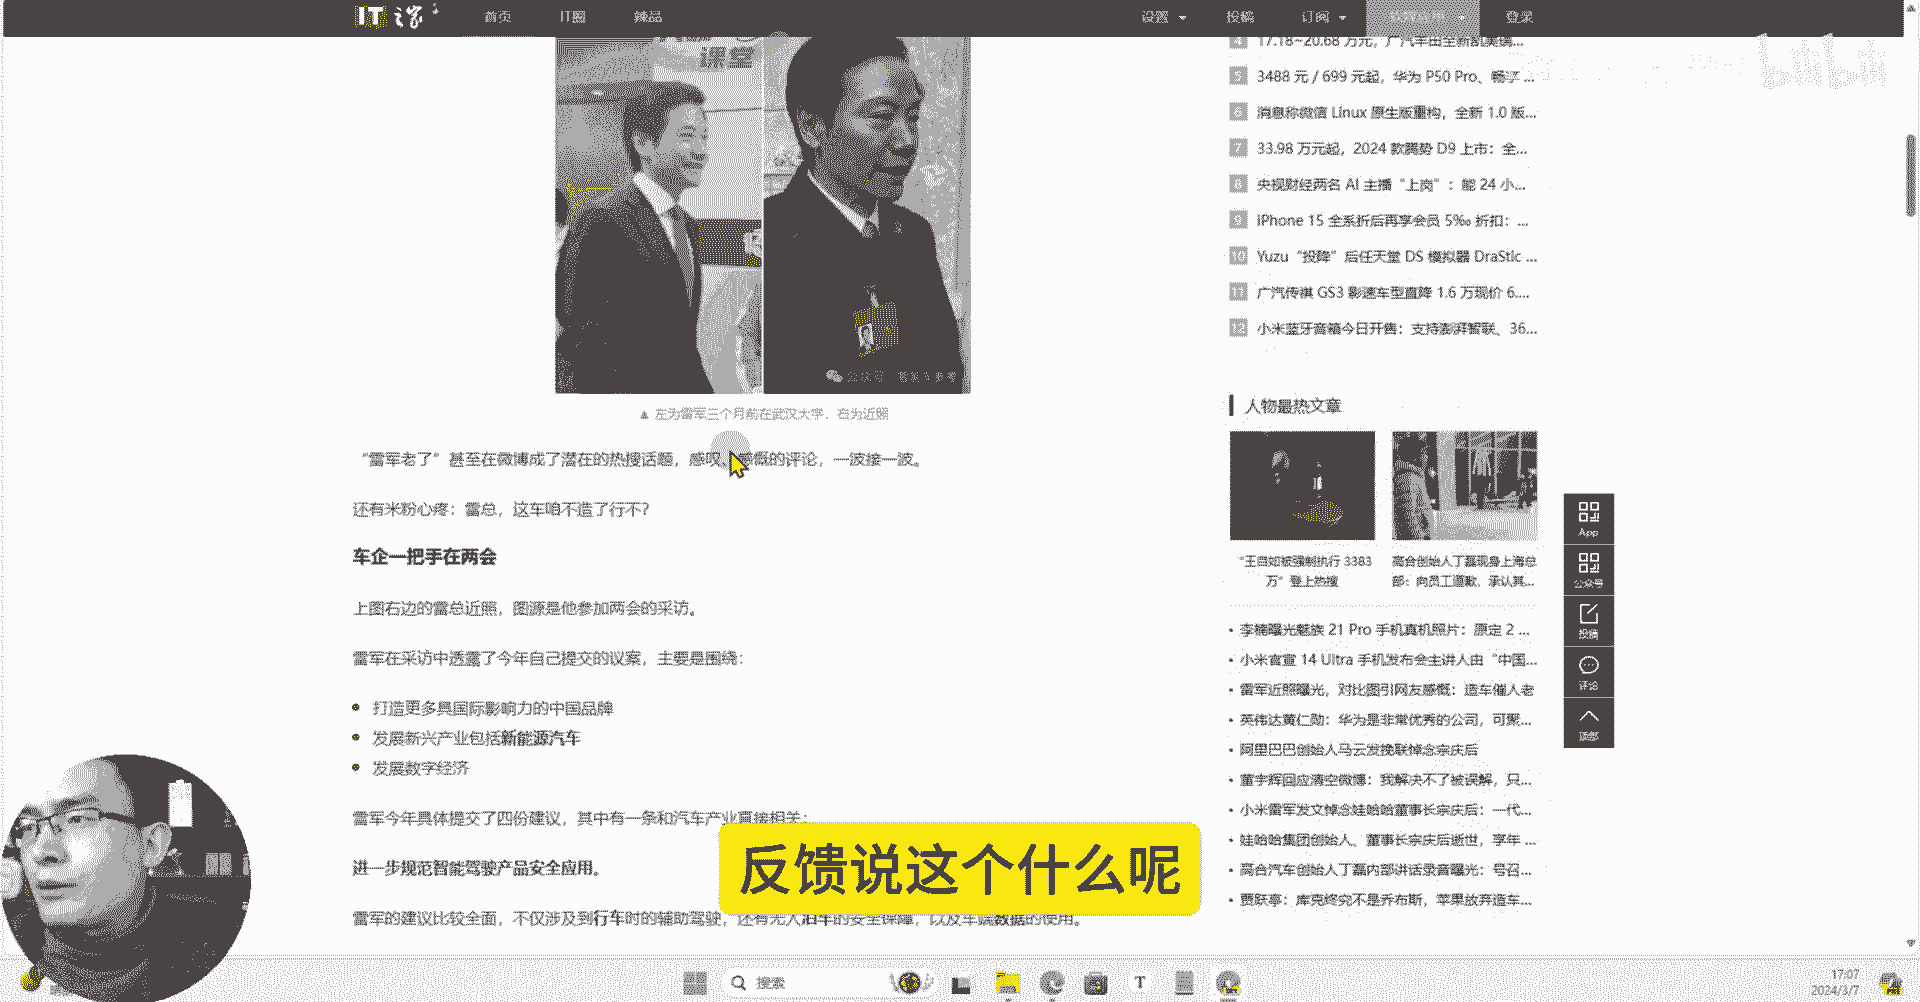 IT之家
首页 IT圈 辣品
设置 投稿 订阅 登录
bilibili
课堂
公众号
▲ 左为雷军三个月前在武汉大学,右为近照
“雷军老了”甚至在微博成了潜在的热搜话题,感叹、感慨的评论,一波接一波。
还有米粉心疼:雷总,这车咱不造了行不?
车企一把手在两会
上图右边的雷总近照,图源是他参加两会的采访。
雷军在采访中透露了今年自己提交的议案,主要是围绕:
打造更多具国际影响力的中国品牌
发展新兴产业包括新能源汽车
发展数字经济
雷军今年具体提交了四份建议,其中有一条和汽车产业直接相关:
进一步规范智能驾驶产品安全应用。
雷军的建议比较全面,不仅涉及到行车时的辅助驾驶,还有无人泊车的安全保障,以及车端数据的使用。
反馈说这个什么呢
4 17.18~20.68 万元,广汽丰田全新凯美瑞...
5 3488 元 / 699 元起,华为 P50 Pro、畅享 ...
6 消息称微信 Linux 原生版重构,全新 1.0 版...
7 33.98 万元起,2024 款腾势 D9 上市:全...
8 央视财经两名 AI 主播“上岗”:能 24 小...
9 iPhone 15 全系折后再享会员 5‰ 折扣:...
10 Yuzu“投降”后任天堂 DS 模拟器 DraStic ...
11 广汽传祺 GS3 影速车型直降 1.6 万现价 6....
12 小米蓝牙音箱今日开售:支持澎湃智联、36...
人物最热文章
“王自如被强制执行 3383
万”登上热搜
高合创始人丁磊现身上海总
部:向员工道歉,承认其...
李楠曝光魅族 21 Pro 手机真机照片:原定 2 ...
小米官宣 14 Ultra 手机发布会主讲人由“中国...
雷军近照曝光,对比图引网友感慨:造车催人老
英伟达黄仁勋:华为是非常优秀的公司,可聚...
阿里巴巴创始人马云发挽联悼念宗庆后
董宇辉回应清空微博:我解决不了被误解,只...
小米雷军发文悼念娃哈哈董事长宗庆后:一代...
娃哈哈集团创始人、董事长宗庆后逝世,享年 ...
高合汽车创始人丁磊内部讲话录音曝光:号召...
贾跃亭:库克终究不是乔布斯,苹果放弃造车...
App
公众号
投稿
评论
顶部
搜索
17:07
2024/3/7